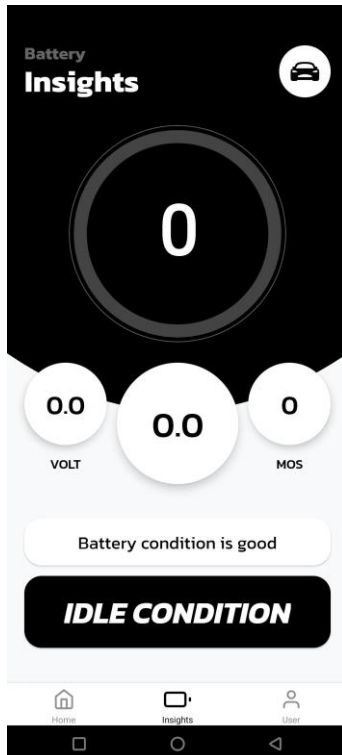 Battery
Insights
0
0.0
0.0
0
VOLT
MOS
Battery condition is good
IDLE CONDITION
Home
Insights
User